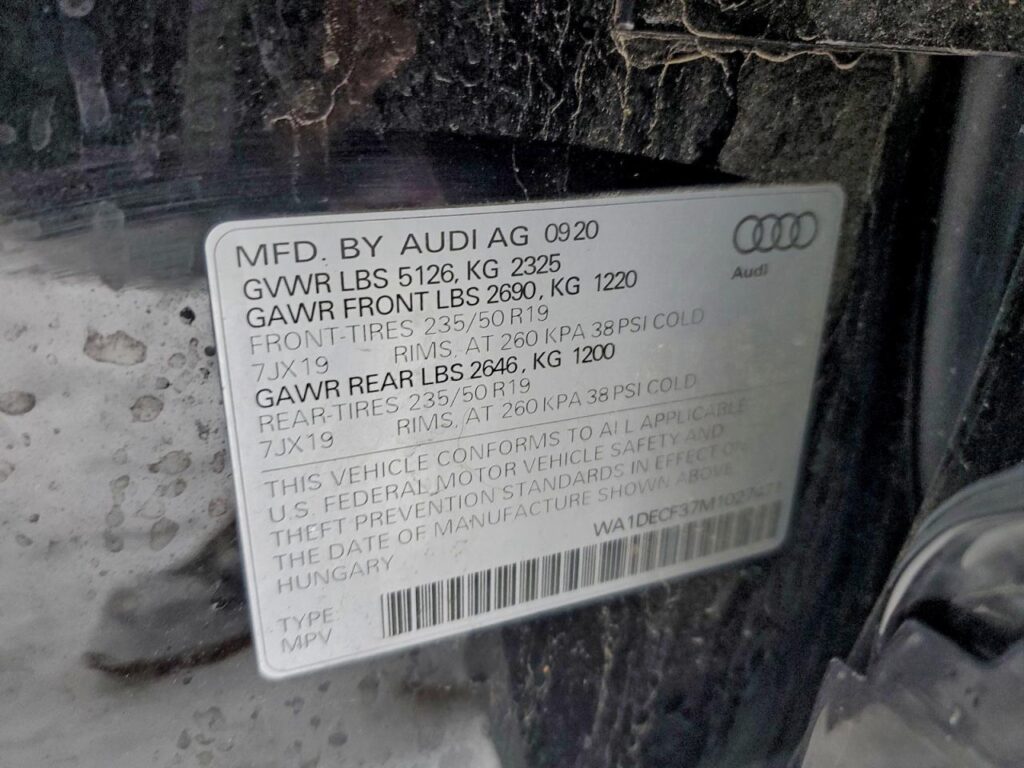 MFD. BY AUDI AG 0920
Audi
GVWR LBS 5126, KG 2325
GAWR FRONT LBS 2690, KG 1220
FRONT-TIRES 235/50 R19
7JX19 RIMS, AT 260 KPA 38 PSI COLD
GAWR REAR LBS 2646, KG 1200
REAR-TIRES 235/50 R19
7JX19 RIMS, AT 260 KPA 38 PSI COLD
THIS VEHICLE CONFORMS TO ALL APPLICABLE
U.S. FEDERAL MOTOR VEHICLE SAFETY AND
THEFT PREVENTION STANDARDS IN EFFECT ON
THE DATE OF MANUFACTURE SHOWN ABOVE
HUNGARY
TYPE:
MPV